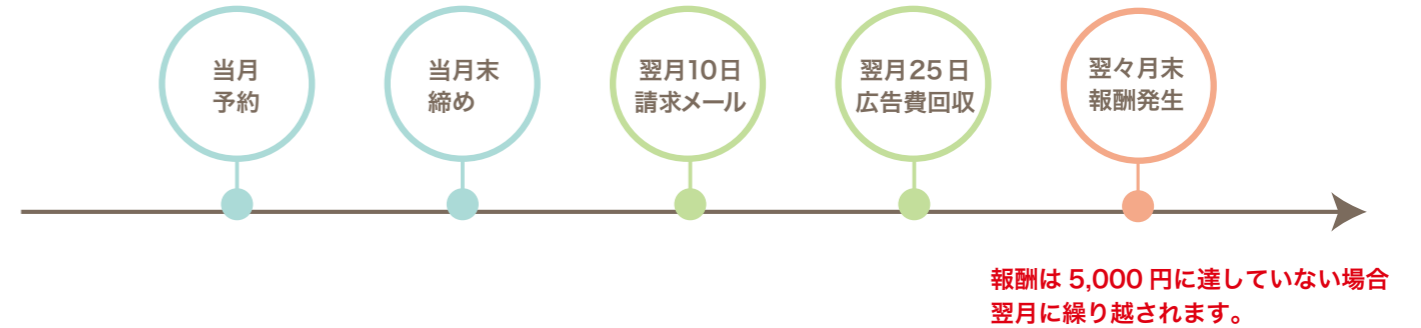 当月
予約
当月末
締め
翌月10日
請求メール
翌月25日
広告費回収
翌々月末
報酬発生
報酬は 5,000 円に達していない場合
翌月に繰り越されます。